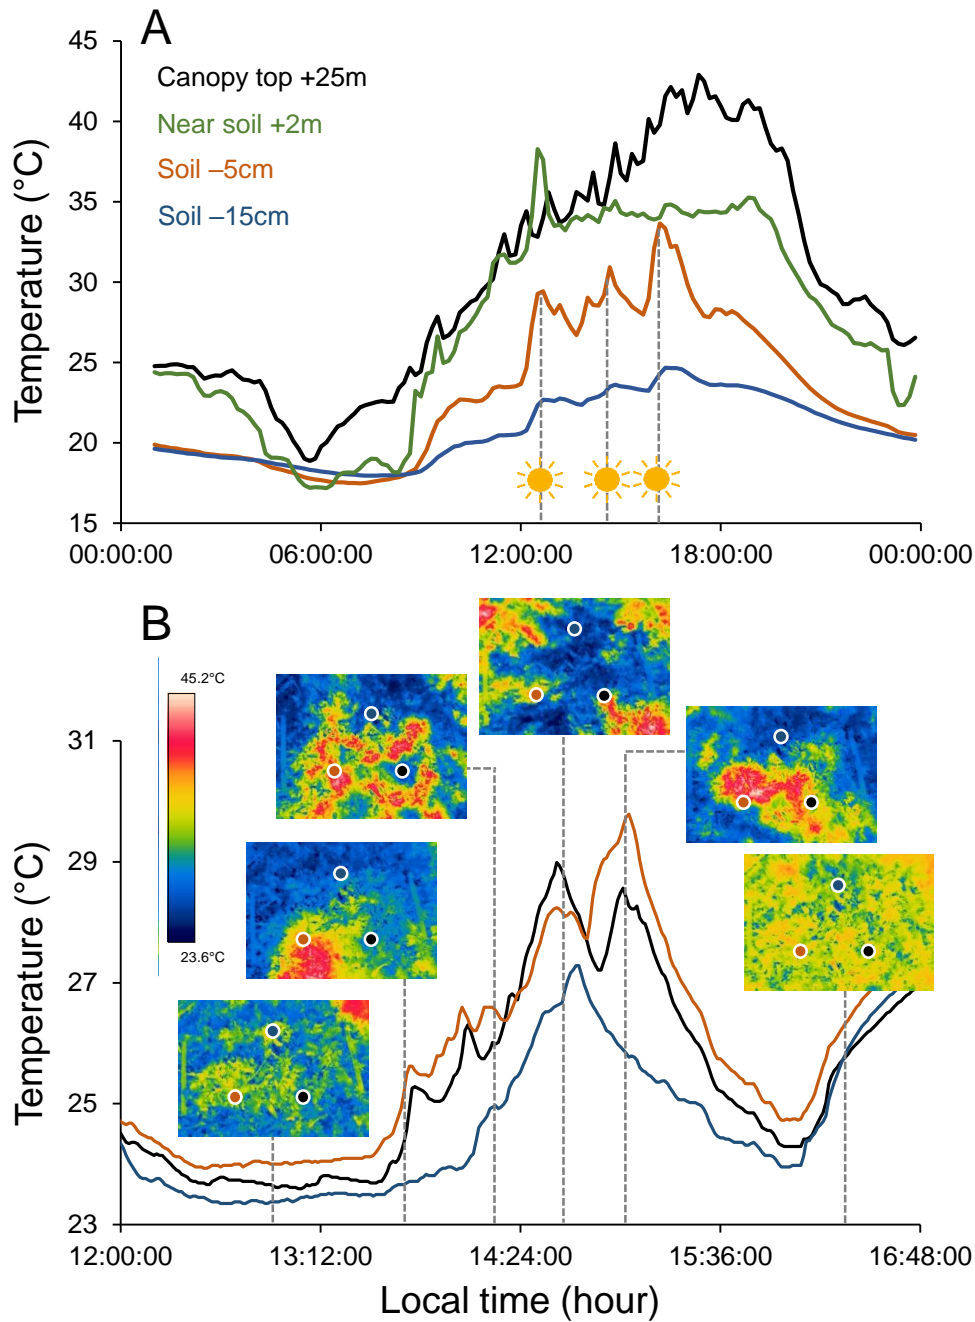 A
45
40
35
30
25
20
15
Temperature (°C)
Canopy top +25m
Near soil +2m
Soil –5cm
Soil –15cm
00:00:00 06:00:00 12:00:00 18:00:00 00:00:00
B
45.2°C
23.6°C
31
29
27
25
23
Temperature (°C)
12:00:00 13:12:00 14:24:00 15:36:00 16:48:00
Local time (hour)